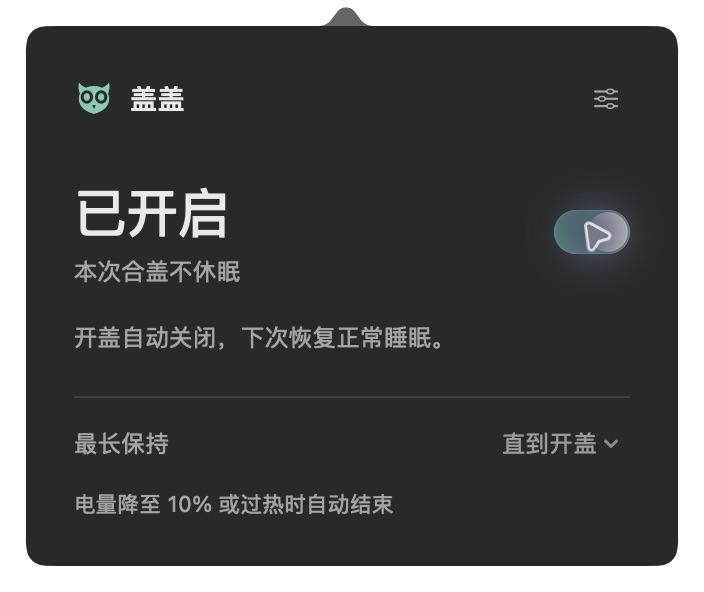 盖盖
已开启
本次合盖不休眠
开盖自动关闭，下次恢复正常睡眠。
最长保持
直到开盖
电量降至 10% 或过热时自动结束